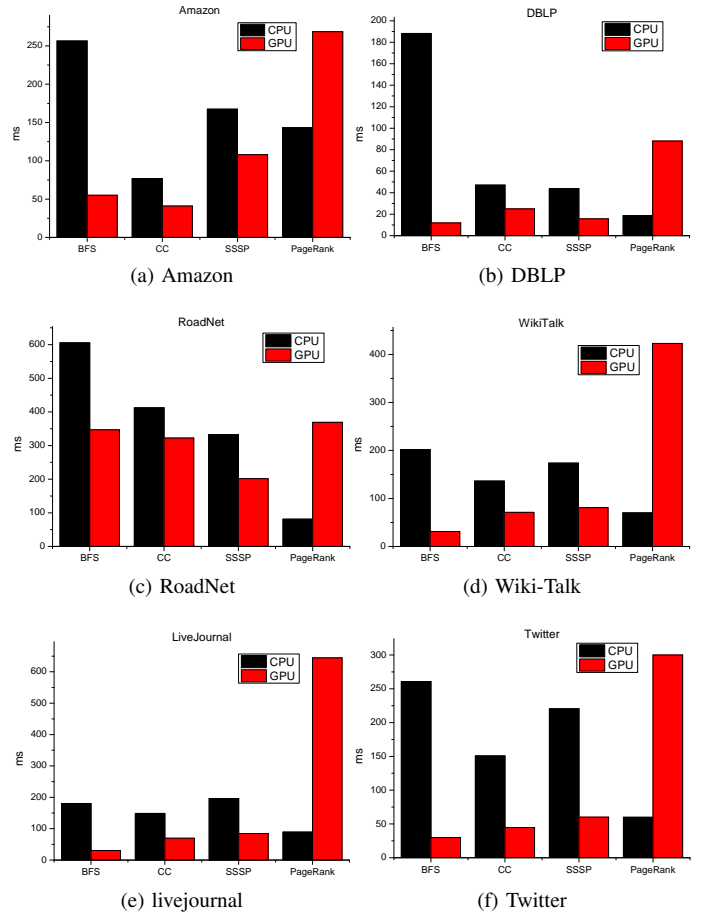 Amazon
CPU
GPU
250
200
150
100
50
0
ms
BFS CC SSSP PageRank
(a) Amazon
DBLP
CPU
GPU
200
180
160
140
120
100
80
60
40
20
0
ms
BFS CC SSSP PageRank
(b) DBLP
RoadNet
CPU
GPU
600
500
400
300
200
100
0
ms
BFS CC SSSP PageRank
(c) RoadNet
WikiTalk
CPU
GPU
400
300
200
100
0
ms
BFS CC SSSP PageRank
(d) Wiki-Talk
LiveJournal
CPU
GPU
600
500
400
300
200
100
0
ms
BFS CC SSSP PageRank
(e) livejournal
Twitter
CPU
GPU
300
250
200
150
100
50
0
ms
BFS CC SSSP PageRank
(f) Twitter